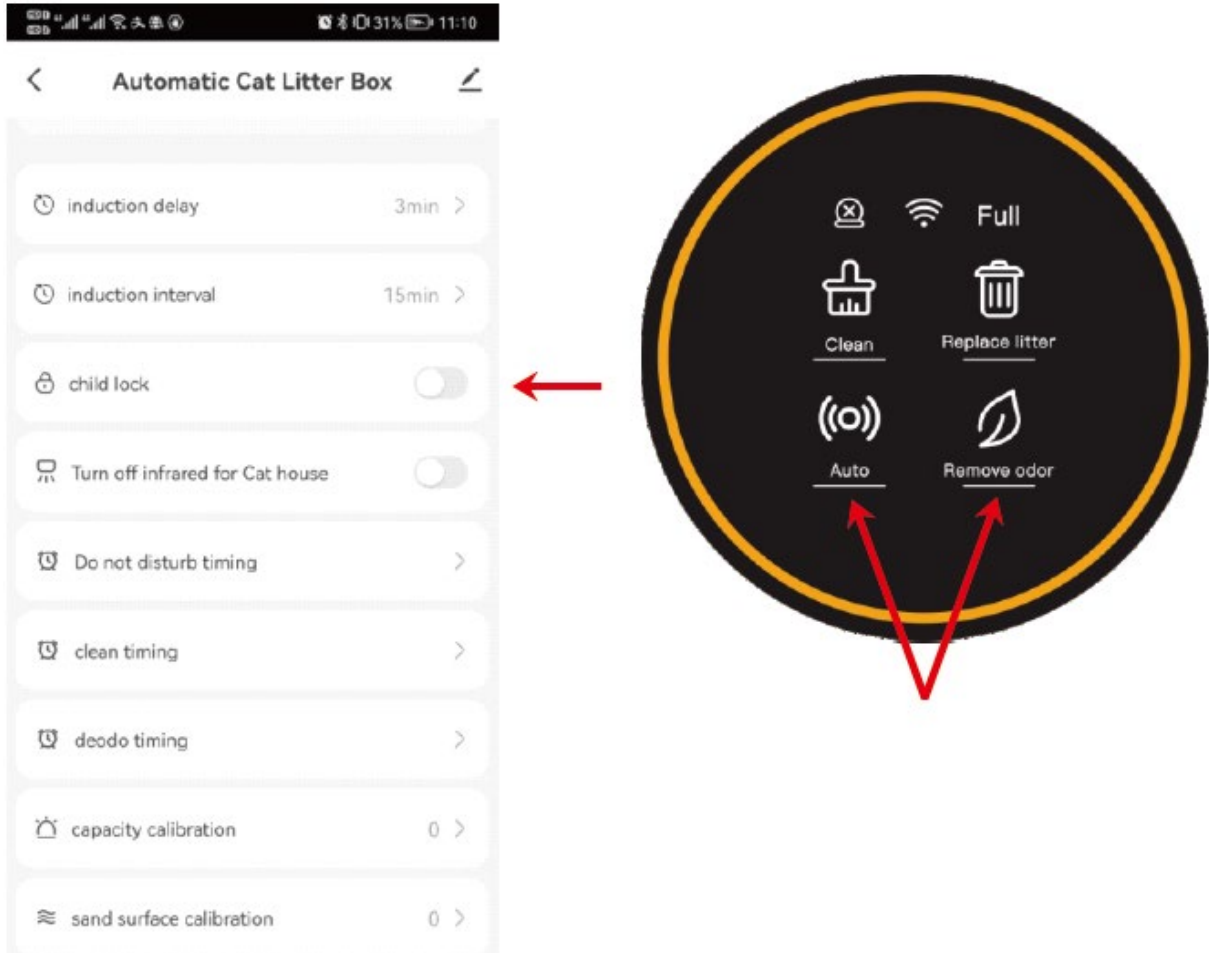 31% 11:10
Automatic Cat Litter Box
induction delay 3min
induction interval 15min
child lock
Turn off infrared for Cat house
Do not disturb timing
clean timing
deodo timing
capacity calibration 0
sand surface calibration 0
Full
Clean Replace litter
Auto Remove odor